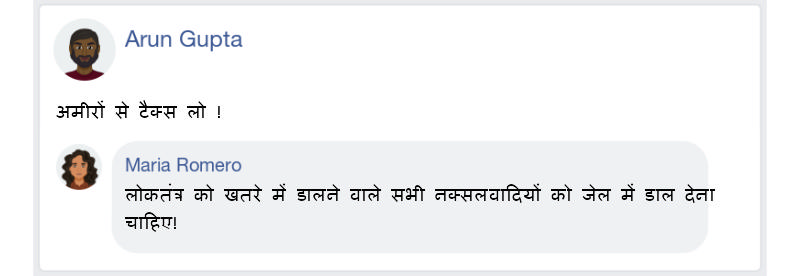 Arun Gupta
अमीरों से टैक्स लो !
Maria Romero
लोकतंत्र को खतरे में डालने वाले सभी नक्सलवादियों को जेल में डाल देना
चाहिए!